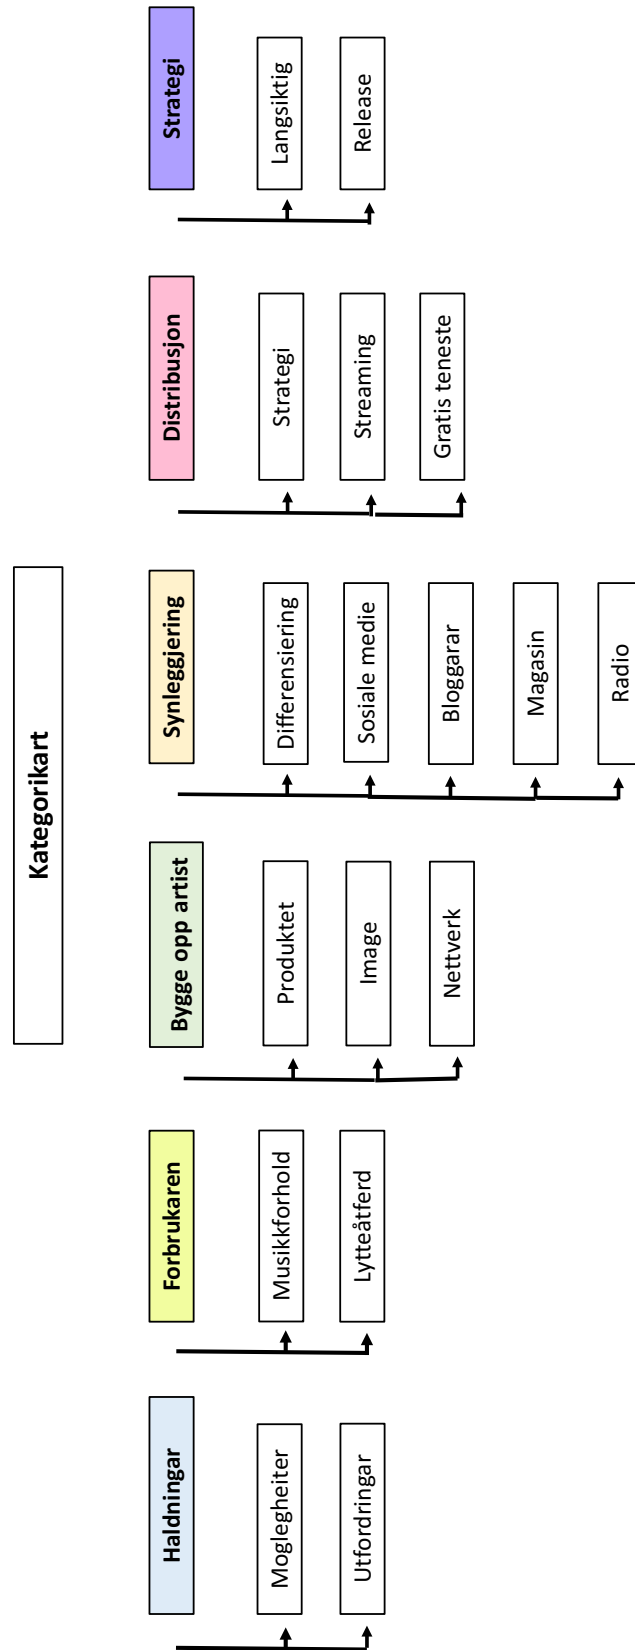 Kategorikart
Haldningar
Moglegheiter
Utfordringar
Forbrukaren
Musikkforhold
Lytteåtferd
Bygge opp artist
Produktet
Image
Nettverk
Synleggjering
Differensiering
Sosiale medie
Bloggarar
Magasin
Radio
Distribusjon
Strategi
Streaming
Gratis teneste
Strategi
Langsiktig
Release